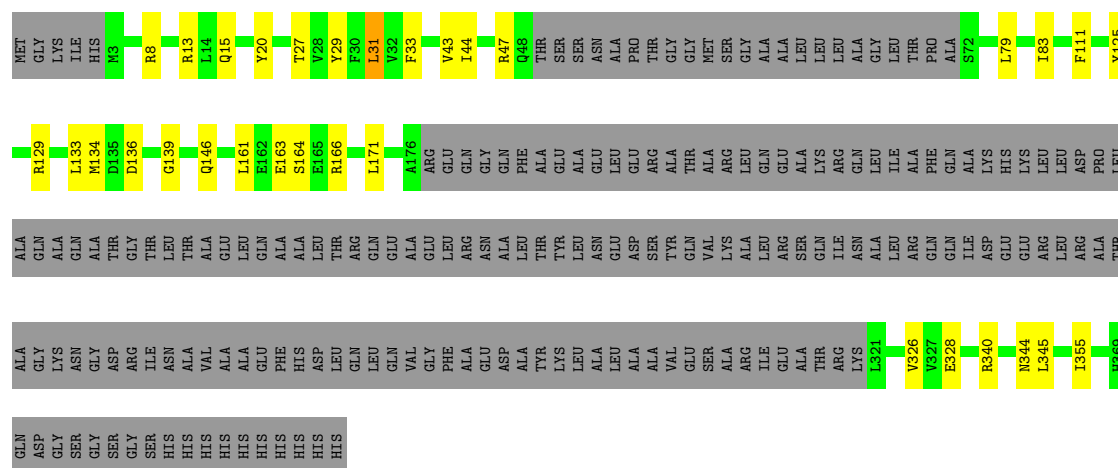 MET GLY LYS ILE HIS M3 R8 R13 L14 Q15 Y20 T27 V28 Y29 F30 L31 V32 F33 V43 I44 R47 Q48 THR SER SER ASN ALA PRO THR GLY GLY MET SER GLY ALA ALA LEU LEU LEU ALA GLY LEU THR PRO ALA S72 L79 I83 F111
R129 L133 M134 D135 D136 G139 Q146 L161 E162 E163 S164 E165 R166 L171 A176 ARG GLU GLN GLN GLY GLN PHE ALA GLU ALA GLU LEU GLU ARG ALA THR ALA ARG LEU GLN GLU ALA LYS ARG GLN LEU ILE ALA PHE GLN ALA LYS HIS LYS LEU LEU ASP PRO LEU
ALA GLN ALA GLN ALA THR GLY THR LEU THR ALA GLU LEU GLN ALA ALA LEU THR ARG GLN GLU ALA GLU LEU ARG ASN ALA LEU THR TYR LEU ASN GLU ASP SER TYR GLN VAL LYS ALA LEU ARG SER GLN ILE ASN ALA LEU ARG GLN GLN ILE ASP GLU GLU ARG LEU ARG ALA THR
ALA GLY LYS ASN GLY ASP ARG ILE ASN ALA VAL ALA ALA GLU PHE HIS ASP LEU GLN LEU GLN VAL GLY PHE ALA GLU ASP ALA TYR LYS LEU ALA LEU ALA ALA VAL GLU SER ALA ARG ILE GLU ALA THR ARG LYS L321 V326 V327 E328 R340 N344 L345 I355 H369
GLN ASP GLY SER GLY SER GLY SER HIS HIS HIS HIS HIS HIS HIS HIS HIS HIS